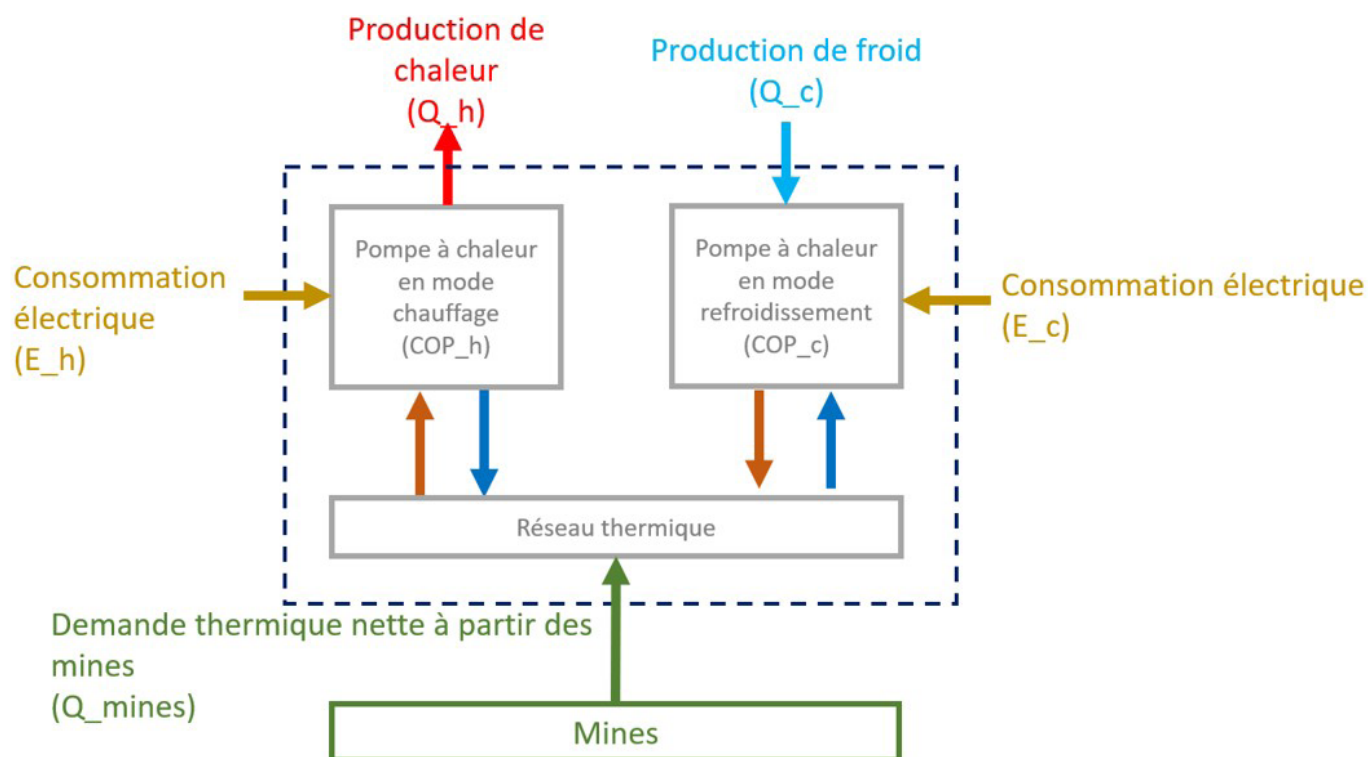 Production de
chaleur
(Q_h)
Production de froid
(Q_c)
Pompe à chaleur
en mode
chauffage
(COP_h)
Pompe à chaleur
en mode
refroidissement
(COP_c)
Consommation
électrique
(E_h)
Consommation électrique
(E_c)
Réseau thermique
Demande thermique nette à partir des
mines
(Q_mines)
Mines